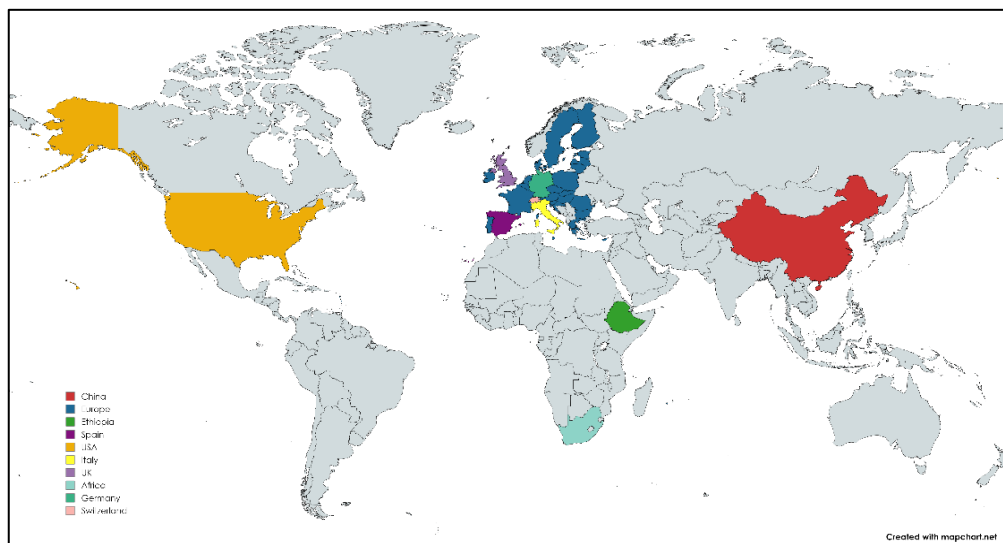 China
Europe
Ethiopia
Spain
USA
Italy
UK
Africa
Germany
Switzerland
Created with mapchart.net